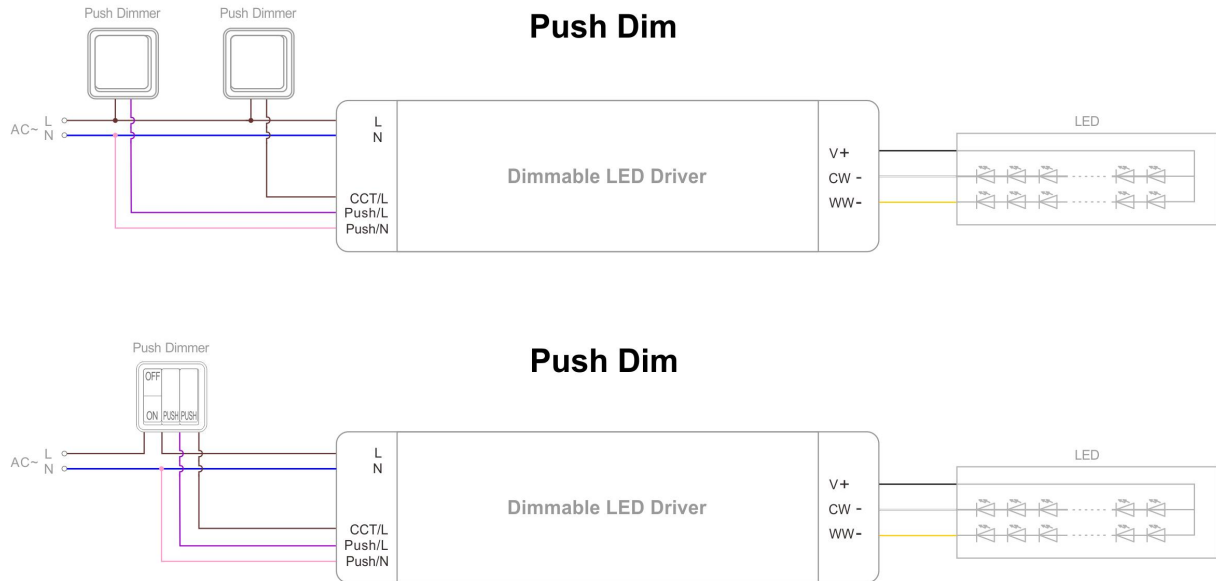 Push Dim
Push Dimmer
Push Dimmer
AC~
L
N
L
N
CCT/L
Push/L
Push/N
Dimmable LED Driver
V+
CW -
WW-
LED
Push Dim
Push Dimmer
OFF
ON PUSH PUSH
AC~
L
N
L
N
CCT/L
Push/L
Push/N
Dimmable LED Driver
V+
CW -
WW-
LED